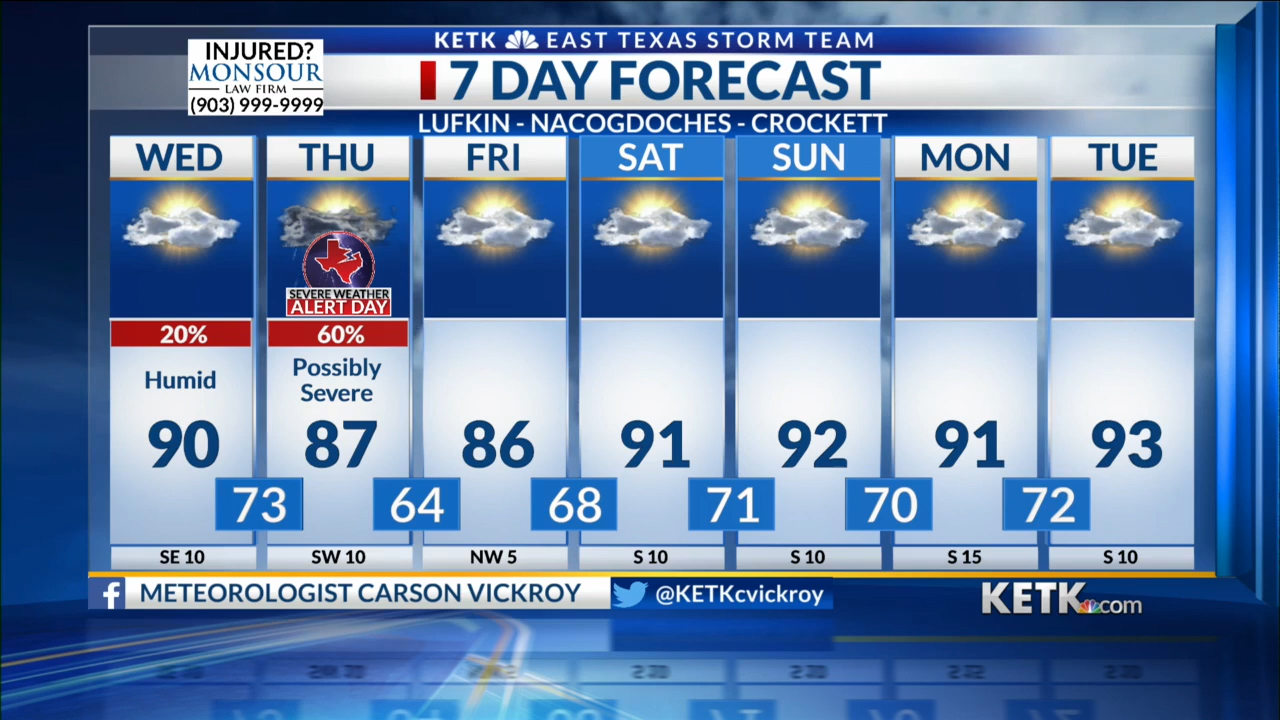 KETK EAST TEXAS STORM TEAM
INJURED?
MONSOUR
LAW FIRM
(903) 999-9999
7 DAY FORECAST
LUFKIN - NACOGDOCHES - CROCKETT
WED THU FRI SAT SUN MON TUE
SEVERE WEATHER
ALERT DAY
20% 60%
Humid
Possibly
Severe
90 87 86 91 92 91 93
73 64 68 71 70 72
SE 10 SW 10 NW 5 S 10 S 10 S 15 S 10
f METEOROLOGIST CARSON VICKROY @KETKcvickroy
KETK.com